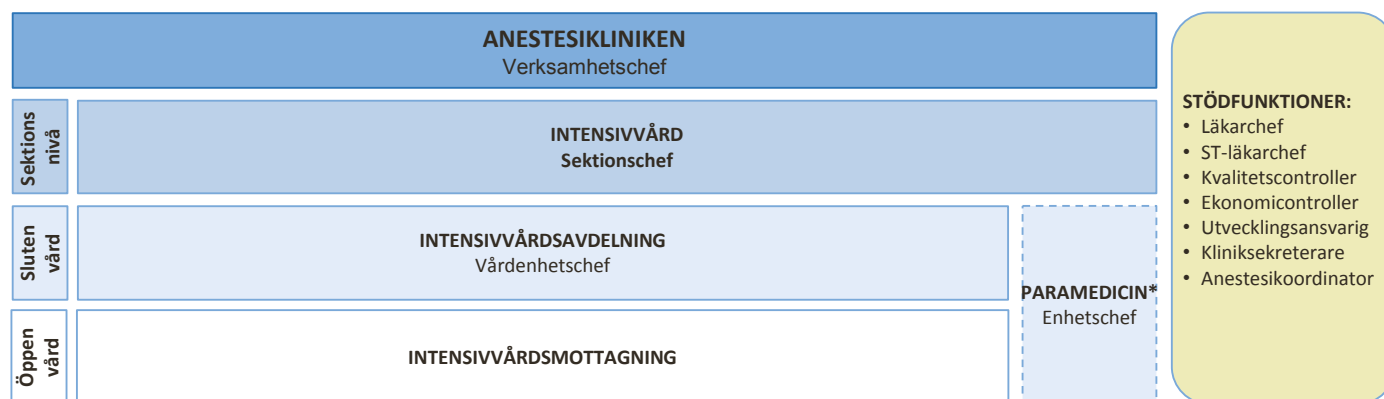 ANESTESIKLINIKEN
Verksamhetschef
Sektions
nivå
INTENSIVVÅRD
Sektionschef
Sluten
vård
INTENSIVVÅRDSAVDELNING
Vårdenhetschef
PARAMEDICIN*
Enhetschef
Öppen
vård
INTENSIVVÅRDSMOTTAGNING
STÖDFUNKTIONER:
• Läkarchef
• ST-läkarchef
• Kvalitetscontroller
• Ekonomicontroller
• Utvecklingsansvarig
• Kliniksekreterare
• Anestesikoordinator